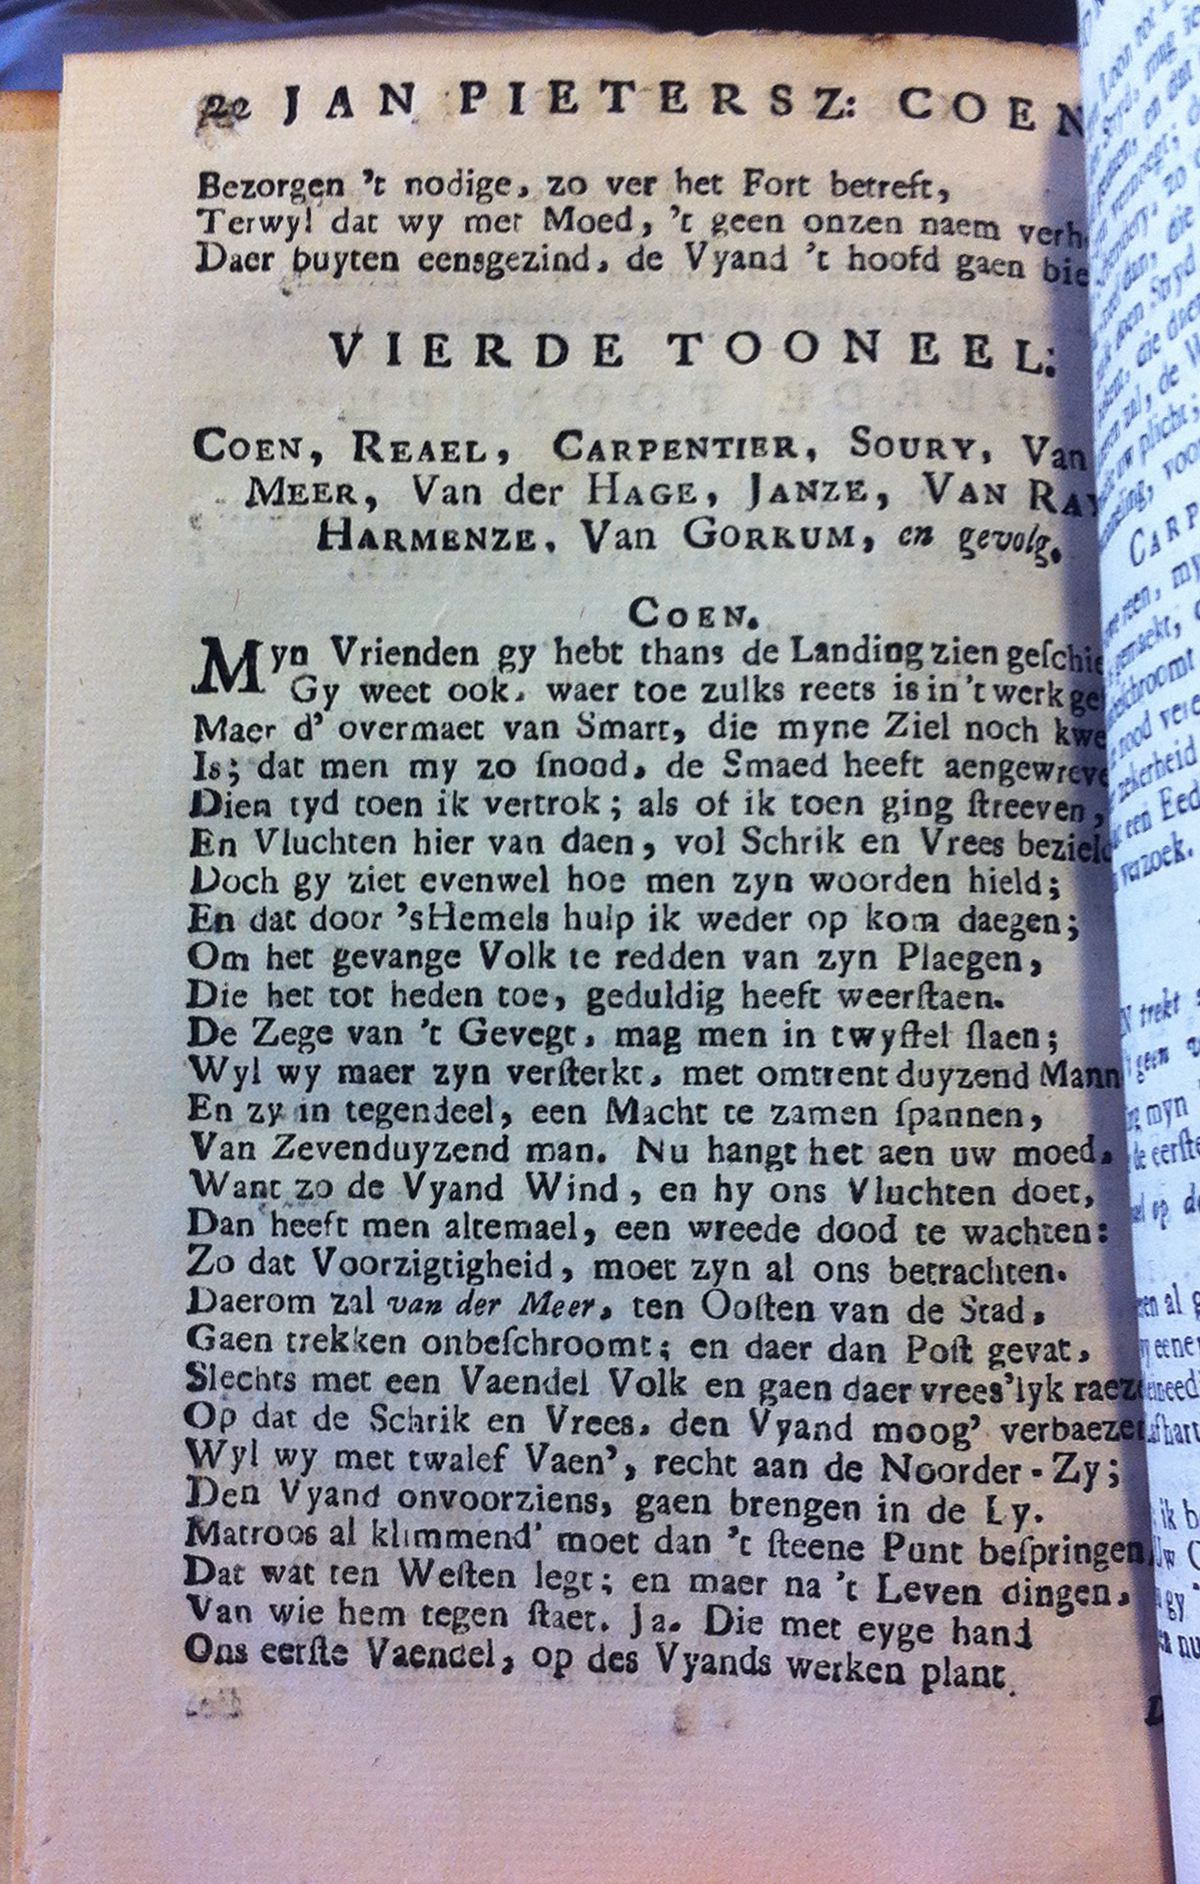 22 JAN PIETERSZ: COEN
Bezorgen 't nodige, zo ver het Fort betreft,
Terwyl dat wy met Moed, 't geen onzen naem
Daer buyten eensgezind, de Vyand 't hoofd gaen
VIERDE TOONEEL:
COEN, REAEL, CARPENTIER, SOURY, Van
MEER, Van der HAGE, JANZE, VAN
HARMENZE, Van GORKUM, en gevolg.
COEN.
Myn Vrienden gy hebt thans de Landing zien
Gy weet ook, waer toe zulks reets is in 't werk
Maer d' overmaet van Smart, die myne Ziel noch
Is; dat men my zo ſnood, de Smaed heeft
Dien tyd toen ik vertrok; als of ik toen ging ſtreeven,
En Vluchten hier van daen, vol Schrik en Vrees
Doch gy ziet evenwel hoe men zyn woorden hield;
En dat door 'sHemels hulp ik weder op kom daegen;
Om het gevange Volk te redden van zyn Plaegen,
Die het tot heden toe, geduldig heeft weerſtaen.
De Zege van 't Gevegt, mag men in twyffel ſlaen;
Wyl wy maer zyn verſterkt, met omtrent duyzend
En zy in tegendeel, een Macht te zamen ſpannen,
Van Zevenduyzend man. Nu hangt het aen uw moed.
Want zo de Vyand Wind, en hy ons Vluchten doet,
Dan heeft men altemael, een wreede dood te wachten:
Zo dat Voorzigtigheid, moet zyn al ons betrachten.
Daerom zal van der Meer, ten Ooſten van de Stad,
Gaen trekken onbeſchroomt; en daer dan Poſt gevat,
Slechts met een Vaendel Volk en gaen daer vrees'lyk
Op dat de Schrik en Vrees, den Vyand moog'
Wyl wy met twalef Vaen', recht aan de Noorder-Zy;
Den Vyand onvoorziens, gaen brengen in de Ly.
Matroos al klimmend' moet dan 't ſteene Punt beſpringen
Dat wat ten Weſten legt; en maer na 't Leven dingen,
Van wie hem tegen ſtaet. Ja. Die met eyge hand
Ons eerſte Vaendel, op des Vyands werken plant